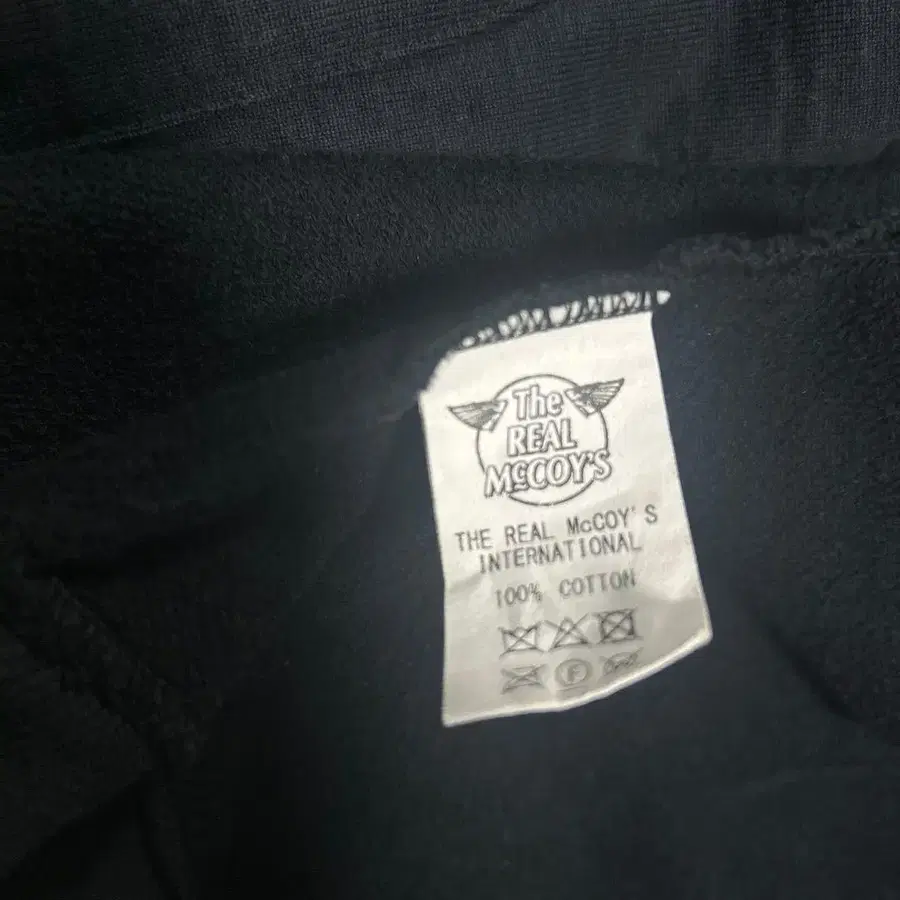 The
REAL
McCOY'S
THE REAL McCOY'S
INTERNATIONAL
100% COTTON
F